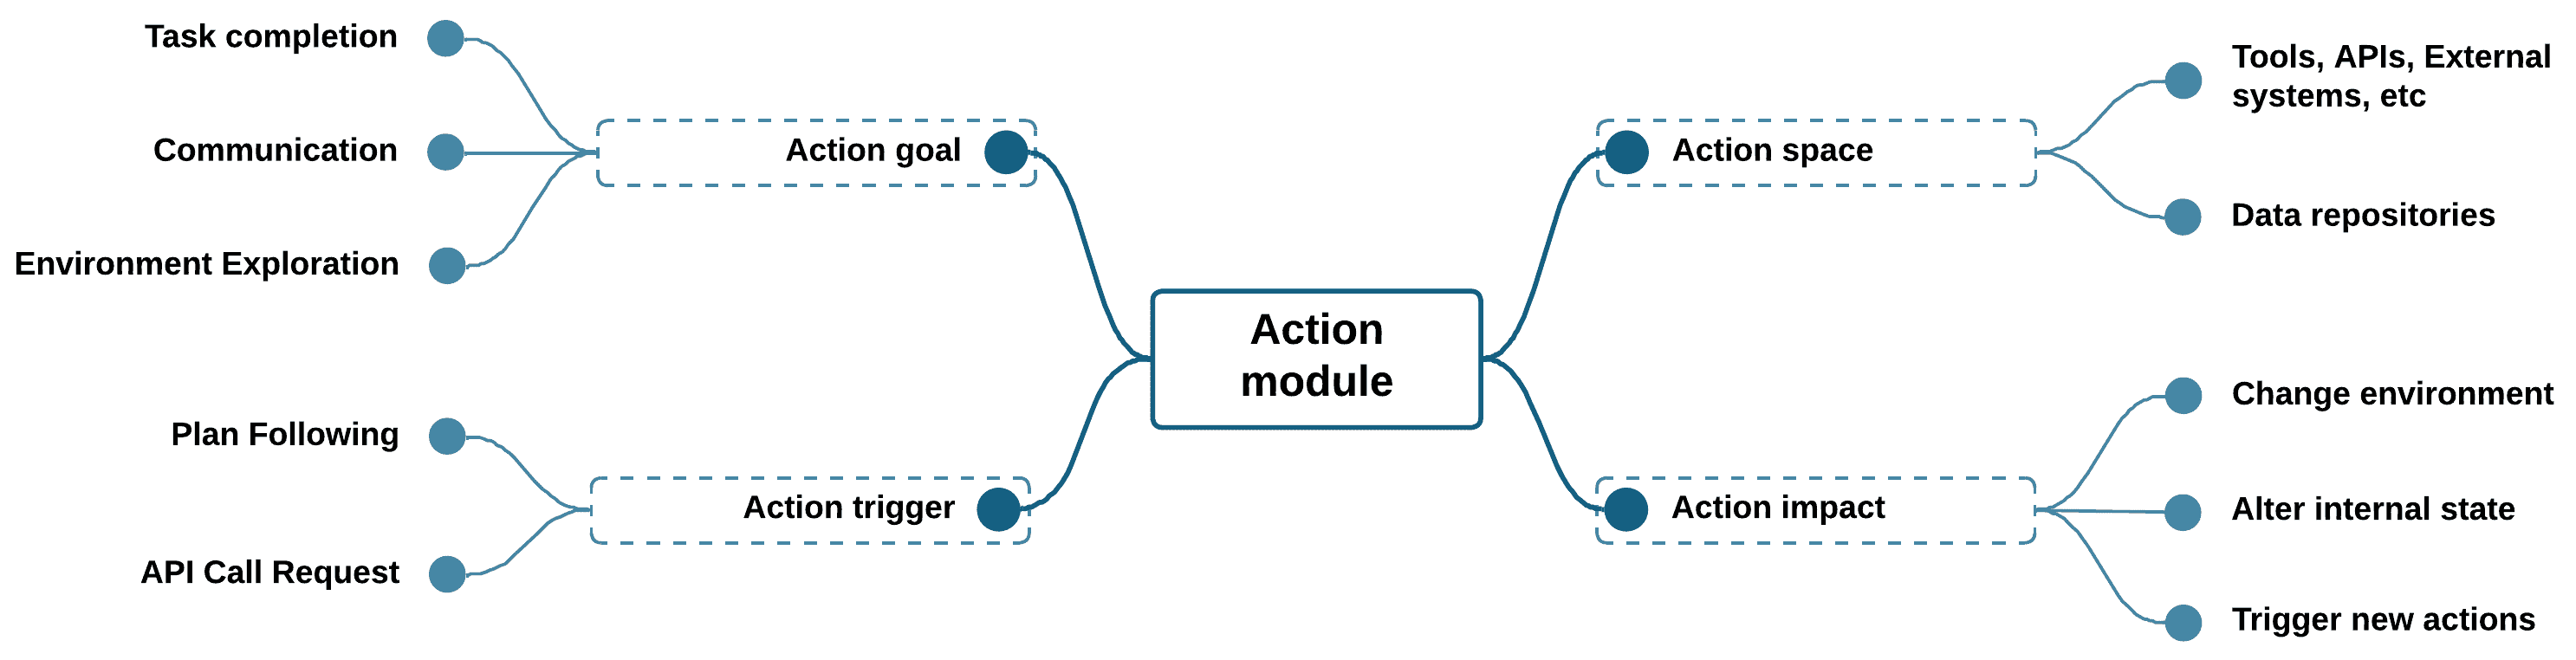 Task completion
Communication
Environment Exploration
Action goal
Plan Following
API Call Request
Action trigger
Action
module
Action space
Tools, APIs, External
systems, etc
Data repositories
Action impact
Change environment
Alter internal state
Trigger new actions